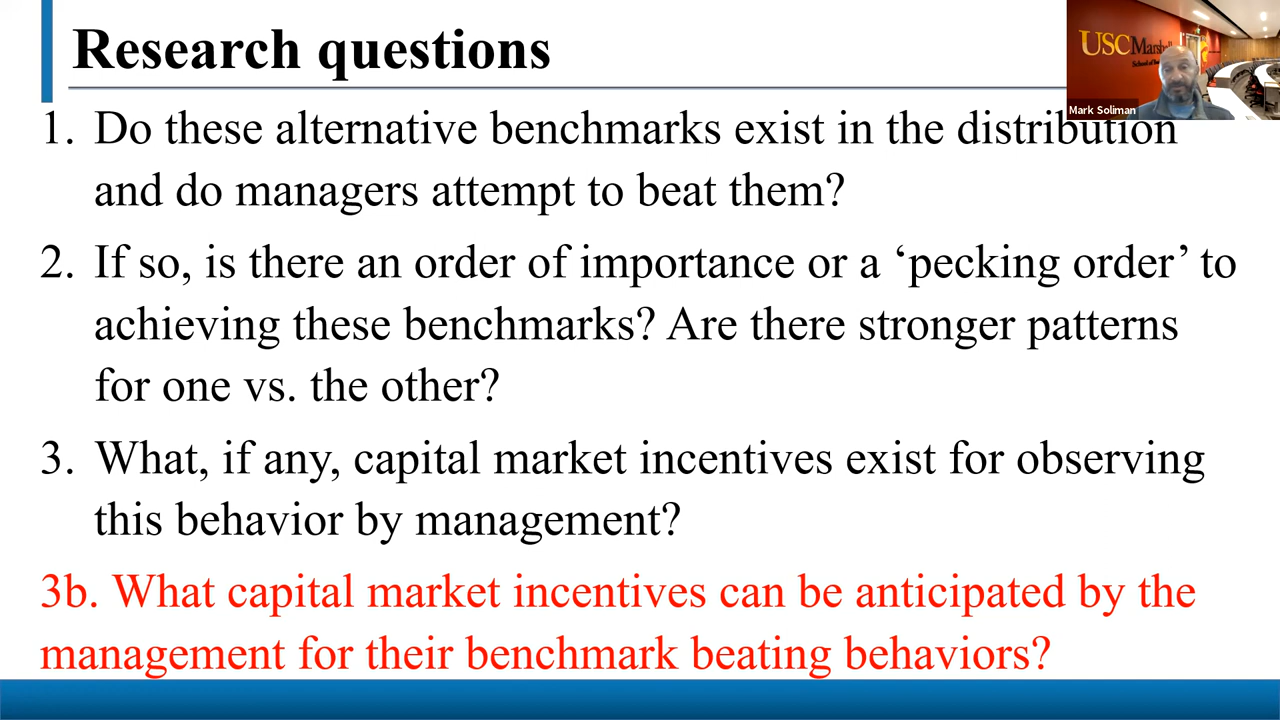 Research questions
USC Marshall
Mark Soliman
1. Do these alternative benchmarks exist in the distribution
and do managers attempt to beat them?
2. If so, is there an order of importance or a ‘pecking order’ to
achieving these benchmarks? Are there stronger patterns
for one vs. the other?
3. What, if any, capital market incentives exist for observing
this behavior by management?
3b. What capital market incentives can be anticipated by the
management for their benchmark beating behaviors?